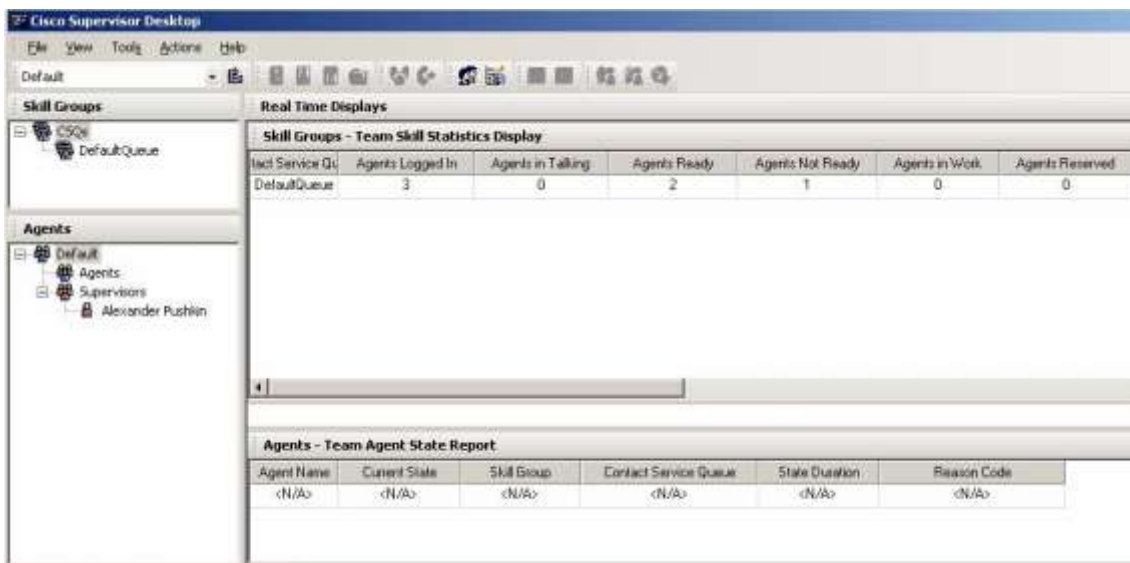 Cisco Supervisor Desktop
File View Tools Actions Help
Default
Skill Groups
CSQs
DefaultQueue
Agents
Default
Agents
Supervisors
Alexander Pushkin
Real Time Displays
Skill Groups - Team Skill Statistics Display
tact Service Qu Agents Logged In Agents in Talking Agents Ready Agents Not Ready Agents in Work Agents Reserved
DefaultQueue 3 0 2 1 0 0
Agents - Team Agent State Report
Agent Name Current State Skill Group Contact Service Queue State Duration Reason Code
<N/A> <N/A> <N/A> <N/A> <N/A> <N/A>